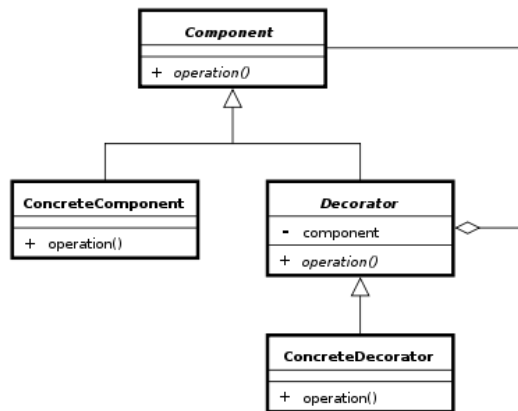 Component
+ operation()
ConcreteComponent
+ operation()
Decorator
- component
+ operation()
ConcreteDecorator
+ operation()